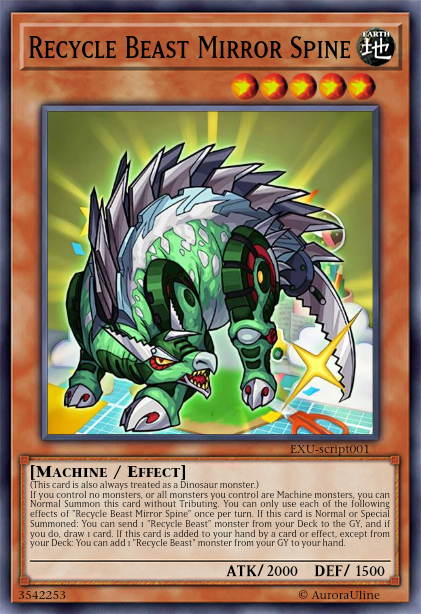 Recycle Beast Mirror Spine
EARTH
地
EXU-script001
[Machine / Effect]
(This card is also always treated as a Dinosaur monster.)
If you control no monsters, or all monsters you control are Machine monsters, you can
Normal Summon this card without Tributing. You can only use each of the following
effects of "Recycle Beast Mirror Spine" once per turn. If this card is Normal or Special
Summoned: You can send 1 "Recycle Beast" monster from your Deck to the GY, and if
you do, draw 1 card. If this card is added to your hand by a card or effect, except from
your Deck: You can add 1 "Recycle Beast" monster from your GY to your hand.
ATK/ 2000 DEF/ 1500
3542253 © AuroraUline